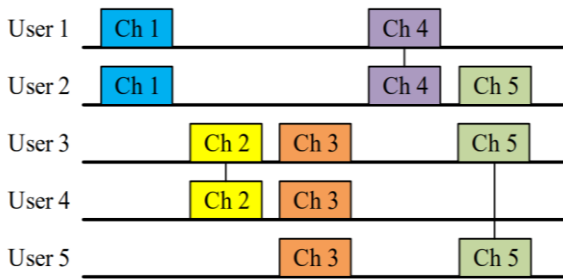 User 1 Ch 1 Ch 4
User 2 Ch 1 Ch 4 Ch 5
User 3 Ch 2 Ch 3 Ch 5
User 4 Ch 2 Ch 3
User 5 Ch 3 Ch 5